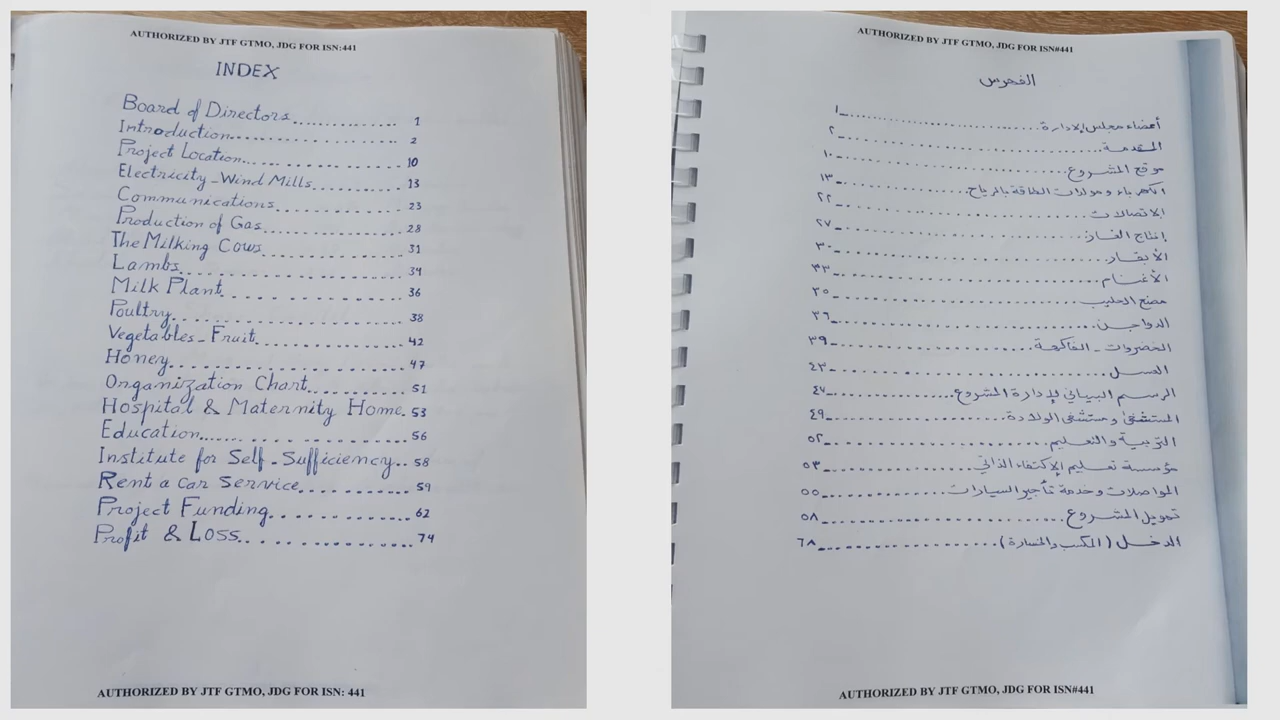 AUTHORIZED BY JTF GTMO, JDG FOR ISN:441
INDEX
Board of Directors................ 1
Introduction................ 2
Project Location................ 10
Electricity-Wind Mills................ 13
Communications................ 23
Production of Gas................ 28
The Milking Cows................ 31
Lambs................ 34
Milk Plant................ 36
Poultry................ 38
Vegetables-Fruit................ 42
Honey................ 47
Organization Chart................ 51
Hospital & Maternity Home. 53
Education................ 56
Institute for Self-Sufficiency.. 58
Rent a car Service................ 59
Project Funding................ 62
Profit & Loss................ 74
AUTHORIZED BY JTF GTMO, JDG FOR ISN: 441
AUTHORIZED BY JTF GTMO, JDG FOR ISN#441
الفهرس
أعضاء مجلس الإدارة................ ١
المقدمة................ ٢
موقع المشروع................ ١٠
الكهرباء ومولدات الطاقة بالرياح................ ١٣
الاتصالات................ ٢٢
إنتاج الغاز................ ٢٧
الأبقار................ ٣٠
الأغنام................ ٣٣
مصنع الحليب................ ٣٥
الدواجن................ ٣٦
الخضروات - الفاكهة................ ٣٩
العسل................ ٤٣
الرسم البياني لإدارة المشروع................ ٤٤
المستشفى ومستشفى الولادة................ ٤٩
التربية والتعليم................ ٥٢
مؤسسة تعليم الإكتفاء الذاتي................ ٥٣
المواصلات وخدمة تأجير السيارات................ ٥٥
تمويل المشروع................ ٥٨
الدخل (المكسب والخسارة)................ ٦٨
AUTHORIZED BY JTF GTMO, JDG FOR ISN#441